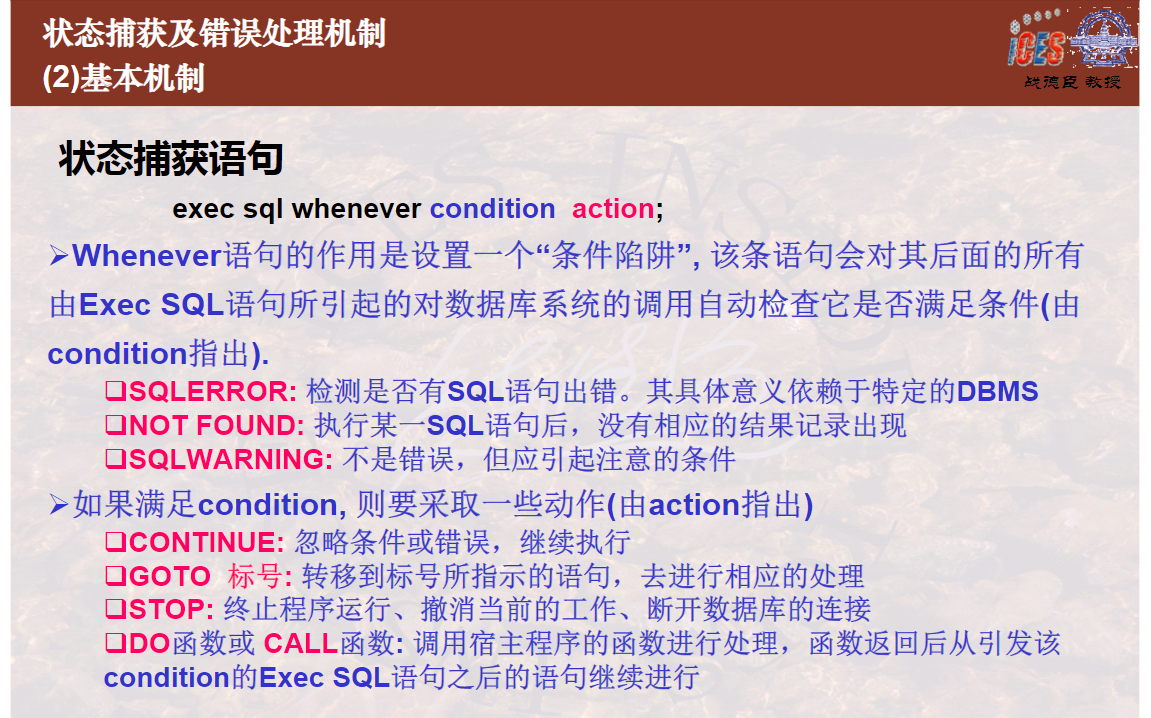 状态捕获及错误处理机制
(2)基本机制
iCES
战德臣 教授
状态捕获语句
exec sql whenever condition action;
➢Whenever语句的作用是设置一个“条件陷阱”, 该条语句会对其后面的所有
由Exec SQL语句所引起的对数据库系统的调用自动检查它是否满足条件(由
condition指出).
❑SQLERROR: 检测是否有SQL语句出错。其具体意义依赖于特定的DBMS
❑NOT FOUND: 执行某一SQL语句后，没有相应的结果记录出现
❑SQLWARNING: 不是错误，但应引起注意的条件
➢如果满足condition, 则要采取一些动作(由action指出)
❑CONTINUE: 忽略条件或错误，继续执行
❑GOTO 标号: 转移到标号所指示的语句，去进行相应的处理
❑STOP: 终止程序运行、撤消当前的工作、断开数据库的连接
❑DO函数或 CALL函数: 调用宿主程序的函数进行处理，函数返回后从引发该
condition的Exec SQL语句之后的语句继续进行